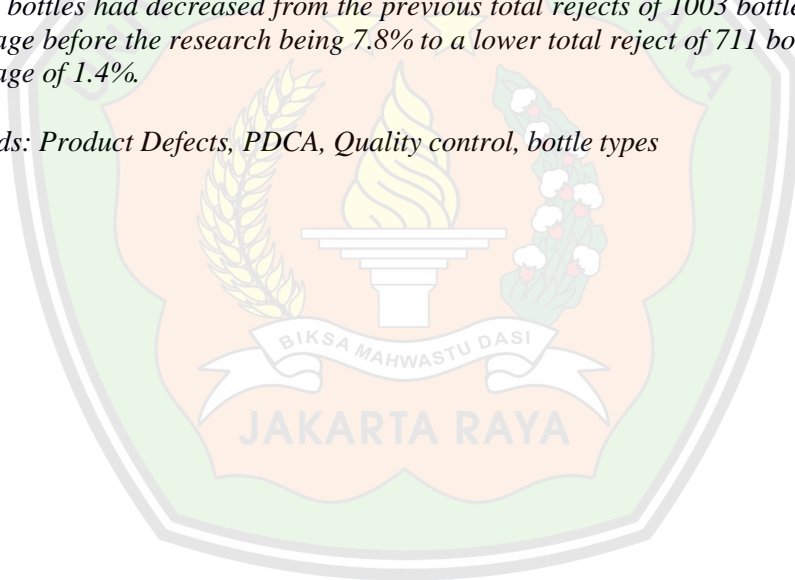 bottles had decreased from the previous total rejects of 1003 bottle
age before the research being 7.8% to a lower total reject of 711 bo
age of 1.4%.
ds: Product Defects, PDCA, Quality control, bottle types
BIKSA MAHWASTU DASI
JAKARTA RAYA